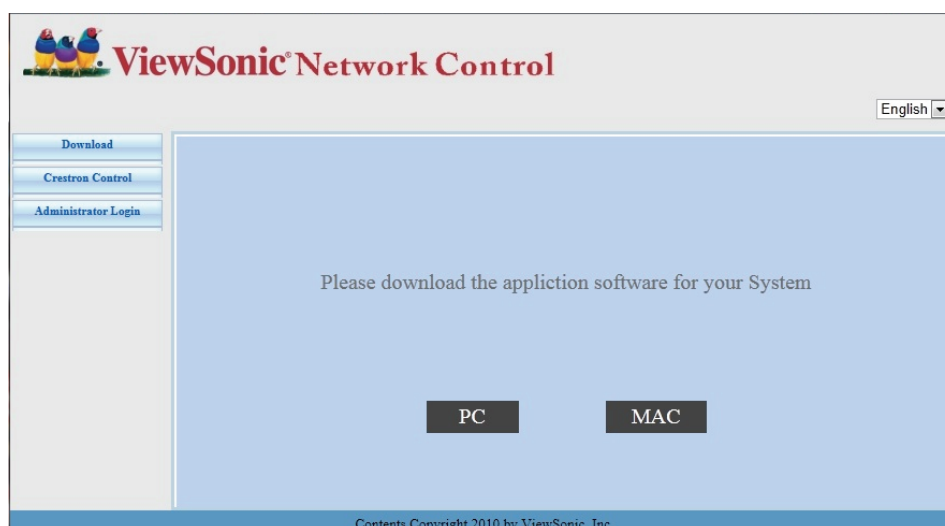 ViewSonic® Network Control
English
Download
Crestron Control
Administrator Login
Please download the appliction software for your System
PC MAC
Contents Copyright 2010 by ViewSonic, Inc